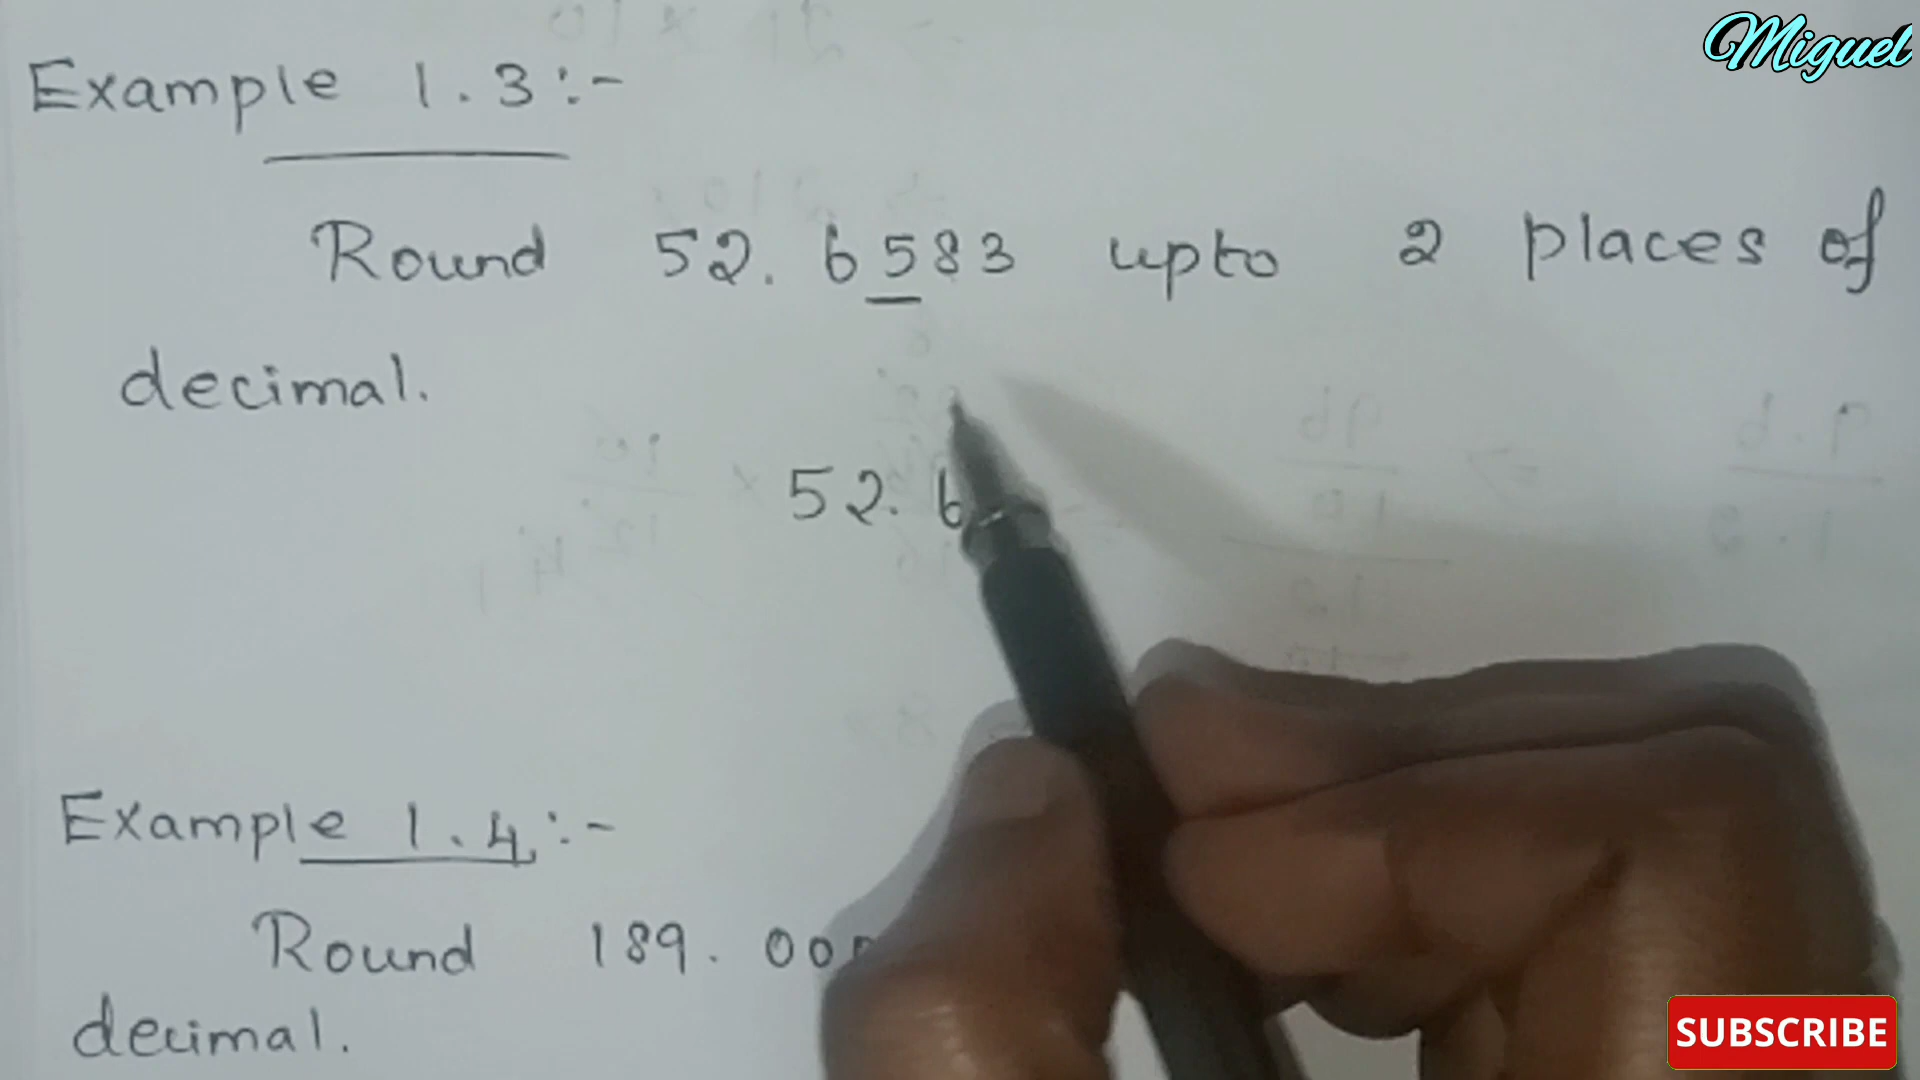 Miguel
Example 1.3:-
Round 52.6583 upto 2 places of
decimal.
52.6
Example 1.4:-
Round 189.00
decimal.
SUBSCRIBE